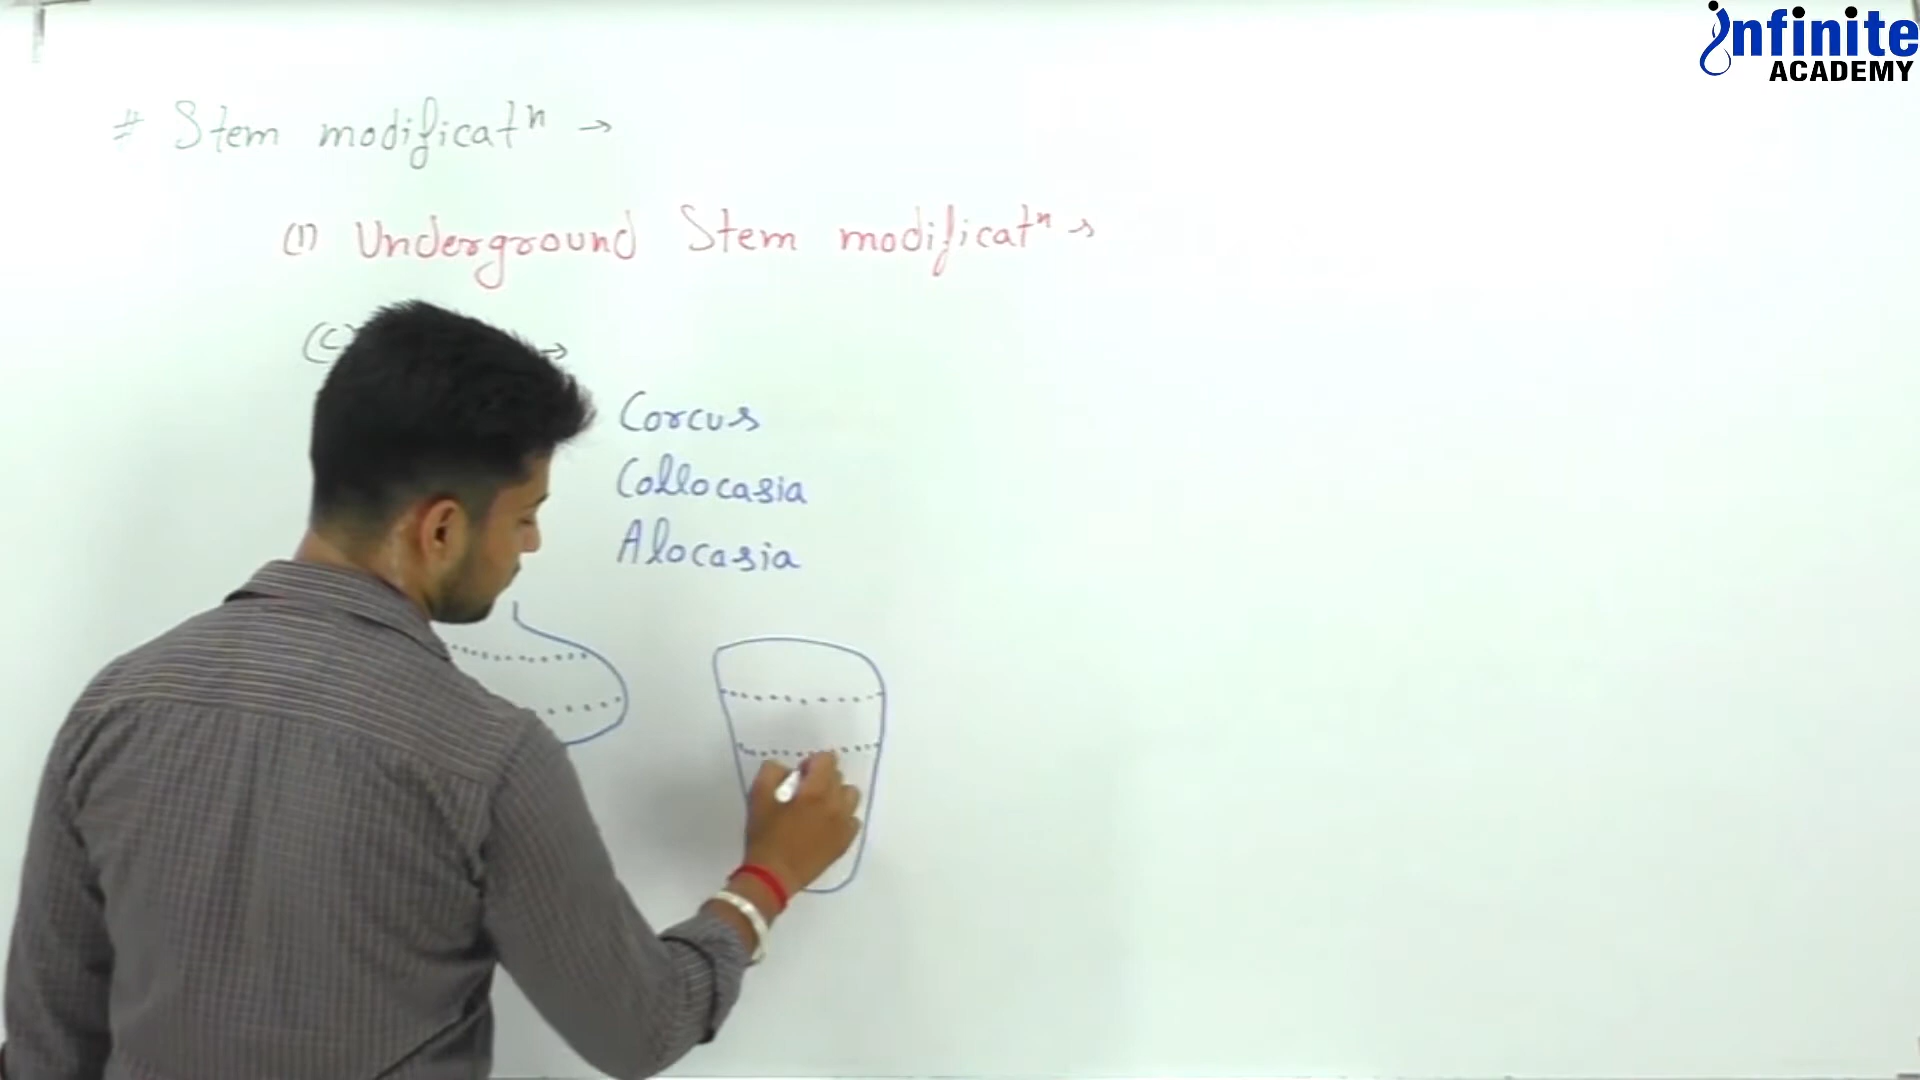 infinite
ACADEMY
# Stem modificatⁿ →
(1) Underground Stem modificatⁿ →
(C) →
Corcus
Collocasia
Alocasia